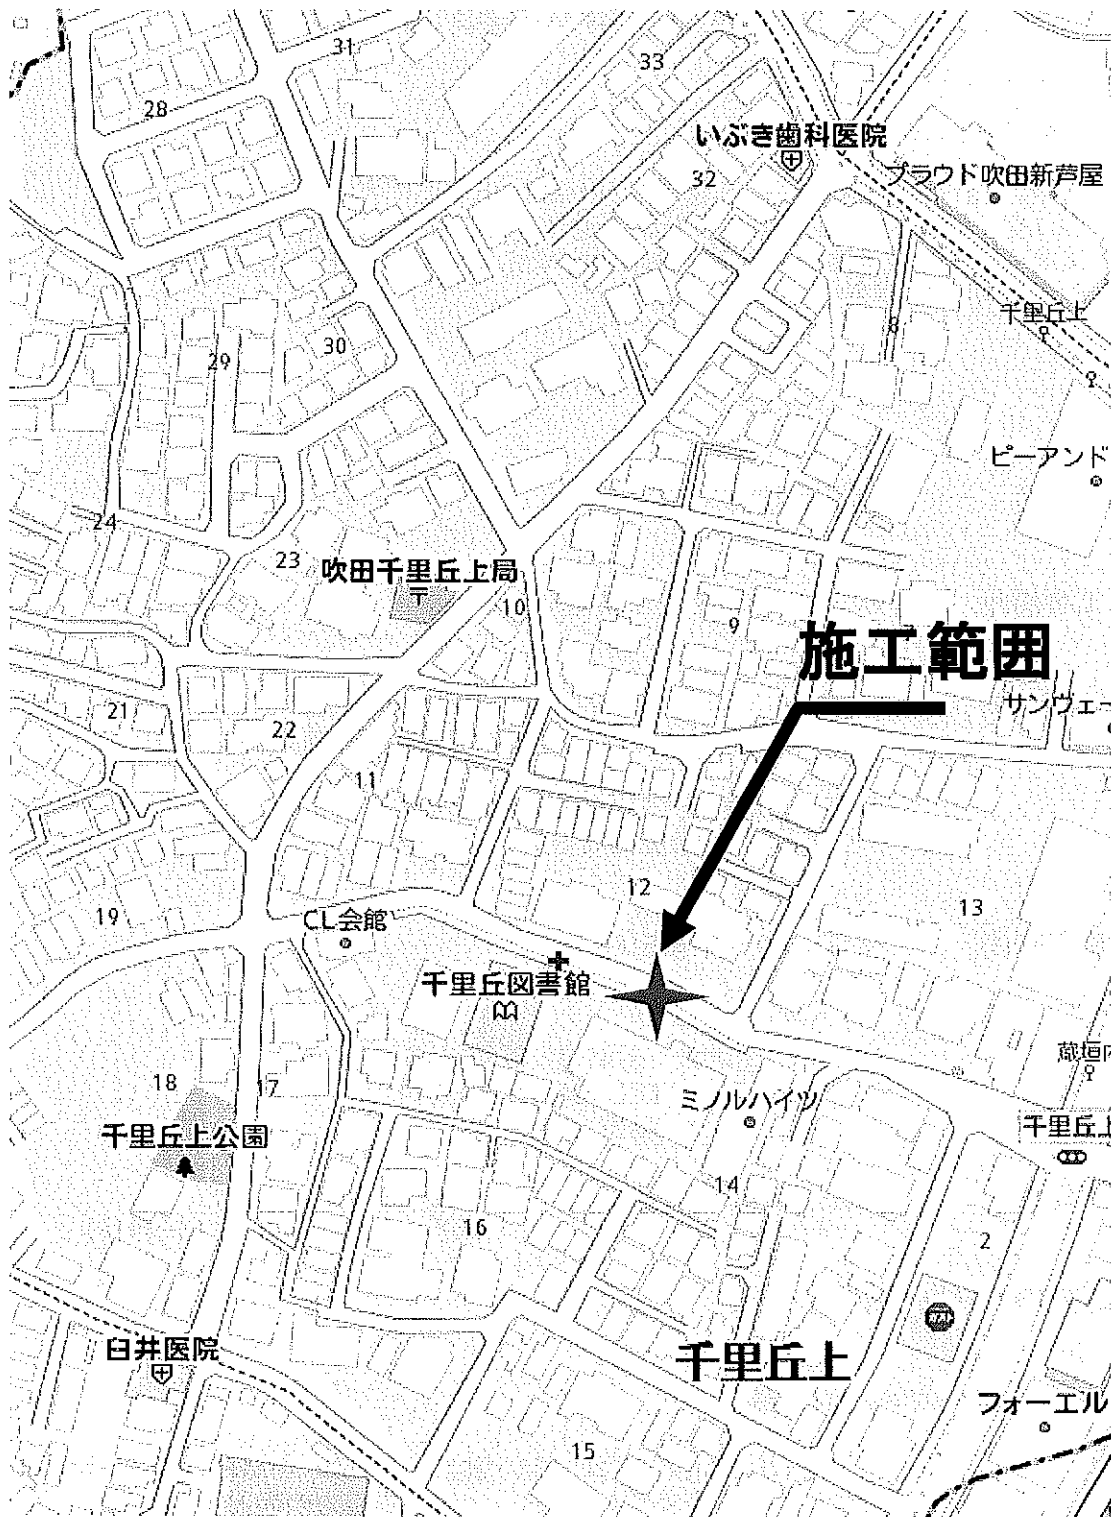 31
33
28
いぶき歯科医院
32
プラウド吹田新芦屋
千里丘上
8
30
29
ピーアンド
24
23
吹田千里丘上局
10
9
施工範囲
サンヴェー
21
22
11
12
19
CL会館
13
千里丘図書館
蔵垣内
18
17
ミノルハイツ
千里丘上公園
千里丘上
14
16
2
臼井医院
千里丘上
フォーエル
15